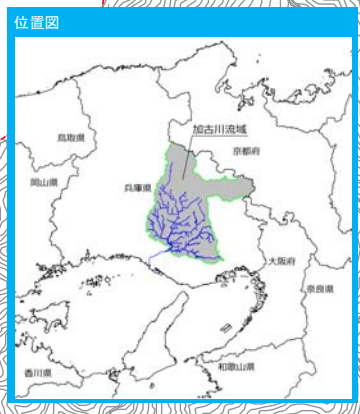 位置図
加古川流域
鳥取県
京都府
岡山県
兵庫県
大阪府
奈良県
和歌山県
香川県